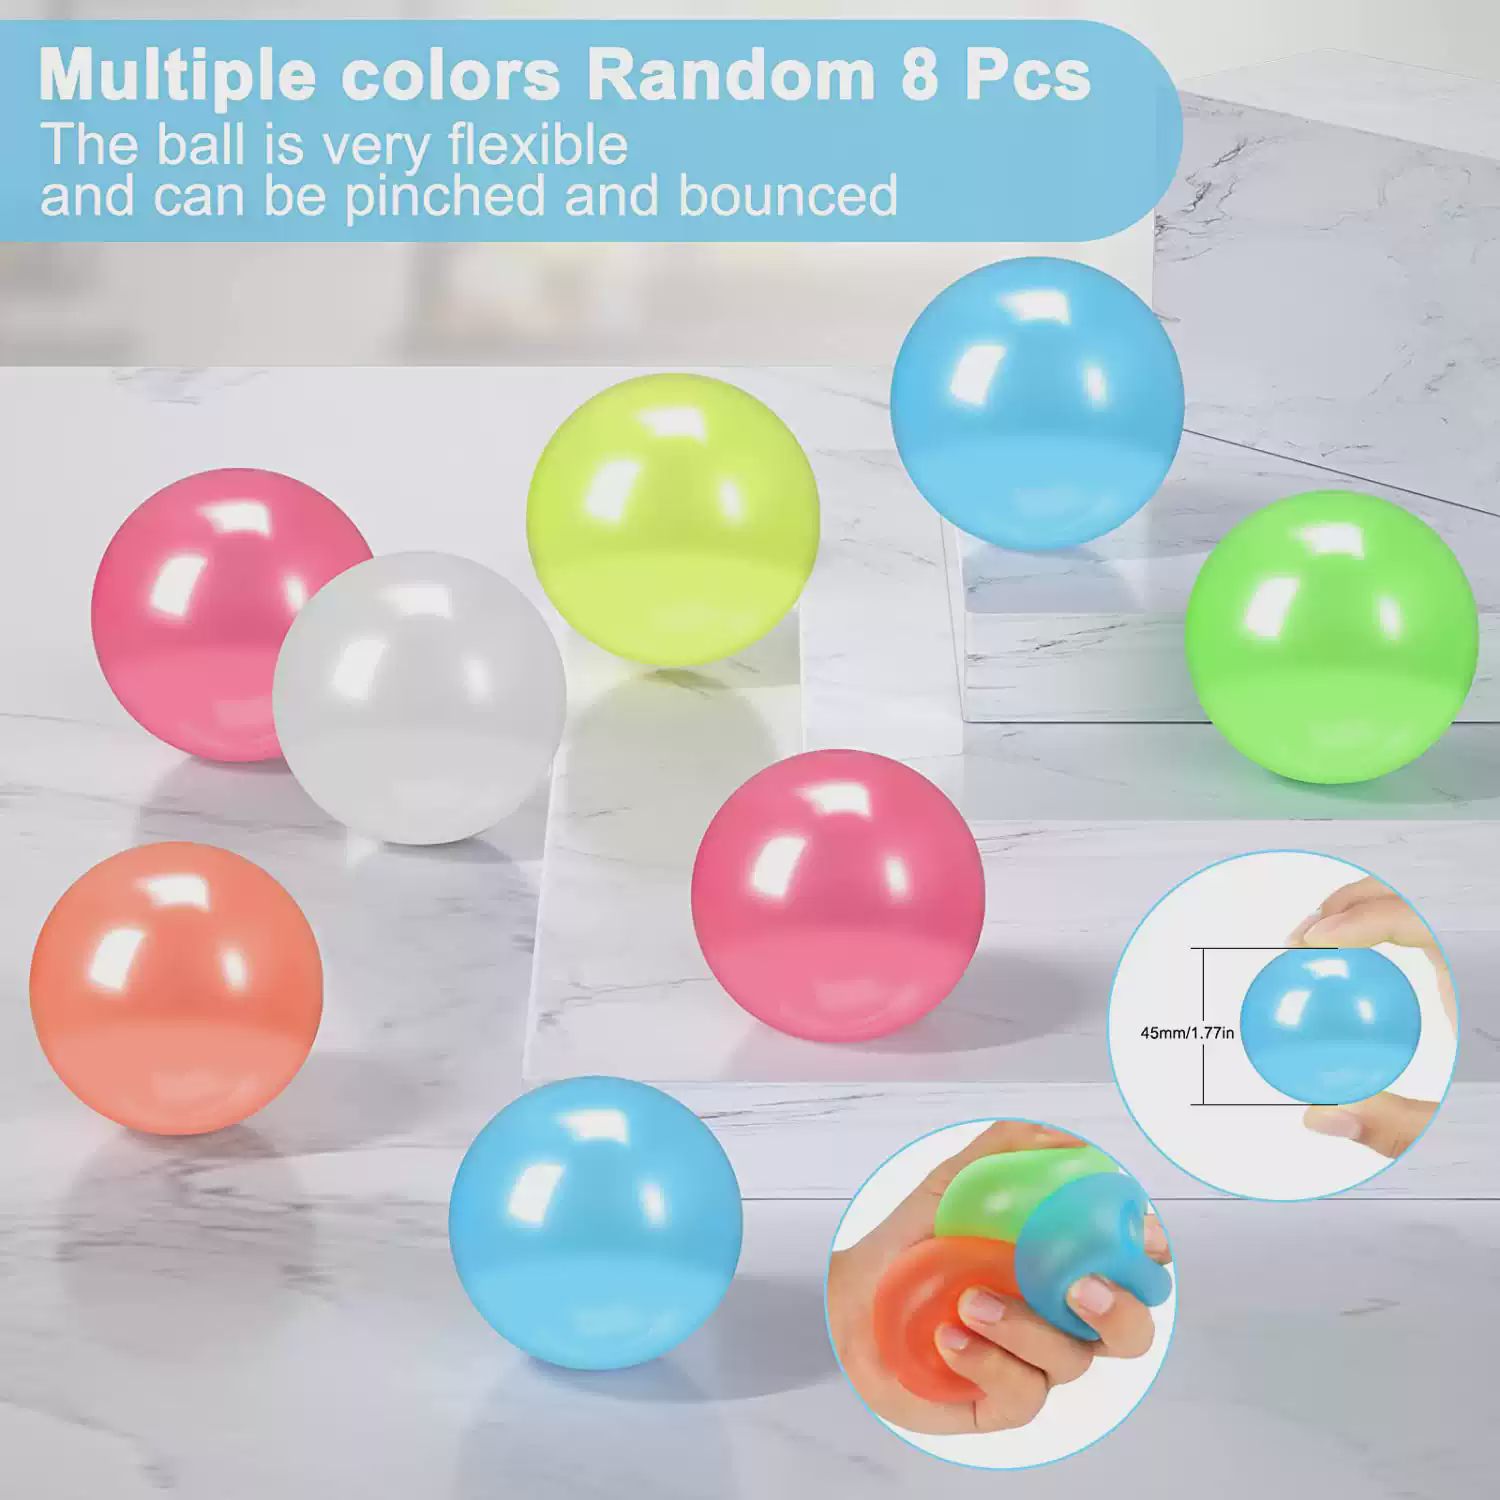 Multiple colors Random 8 Pcs
The ball is very flexible
and can be pinched and bounced
45mm/1.77in